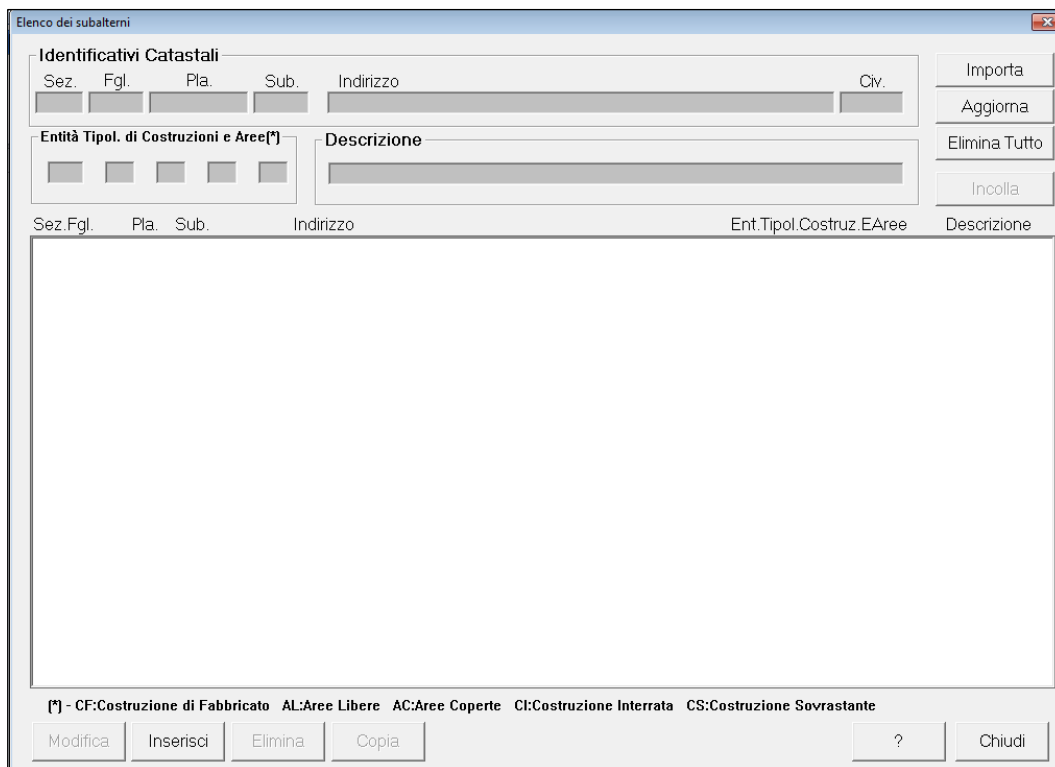 Elenco dei subalterni
Identificativi Catastali
Sez. Fgl. Pla. Sub. Indirizzo Civ.
Importa
Aggiorna
Entità Tipol. di Costruzioni e Aree(*)
Descrizione
Elimina Tutto
Incolla
Sez.Fgl. Pla. Sub. Indirizzo Ent.Tipol.Costruz.EAree Descrizione
(*) - CF:Costruzione di Fabbricato AL:Aree Libere AC:Aree Coperte CI:Costruzione Interrata CS:Costruzione Sovrastante
Modifica Inserisci Elimina Copia ? Chiudi